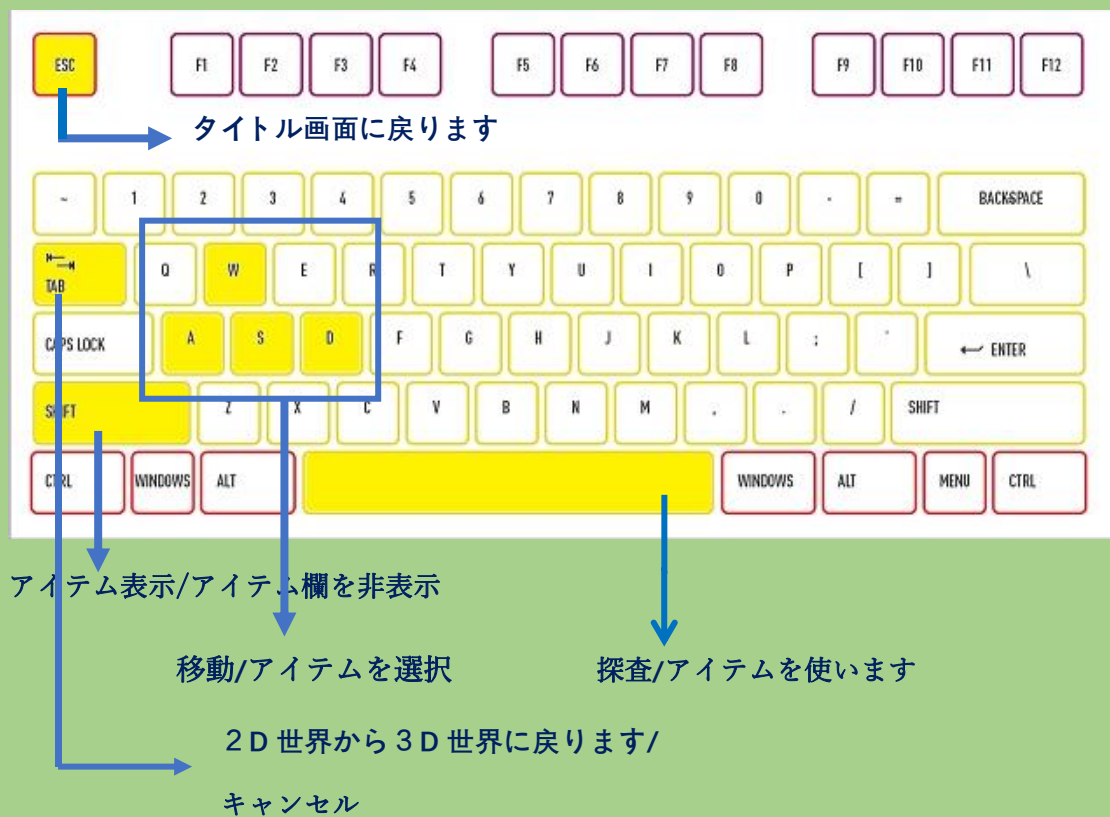 ESC F1 F2 F3 F4 F5 F6 F7 F8 F9 F10 F11 F12
タイトル画面に戻ります
~ 1 2 3 4 5 6 7 8 9 0 - = BACKSPACE
TAB Q W E R T Y U I O P [ ] \
CAPS LOCK A S D F G H J K L ; ' ENTER
SHIFT Z X C V B N M , . / SHIFT
CTRL WINDOWS ALT WINDOWS ALT MENU CTRL
アイテム表示/アイテム欄を非表示
移動/アイテムを選択
探査/アイテムを使います
２D 世界から３D 世界に戻ります/
キャンセル